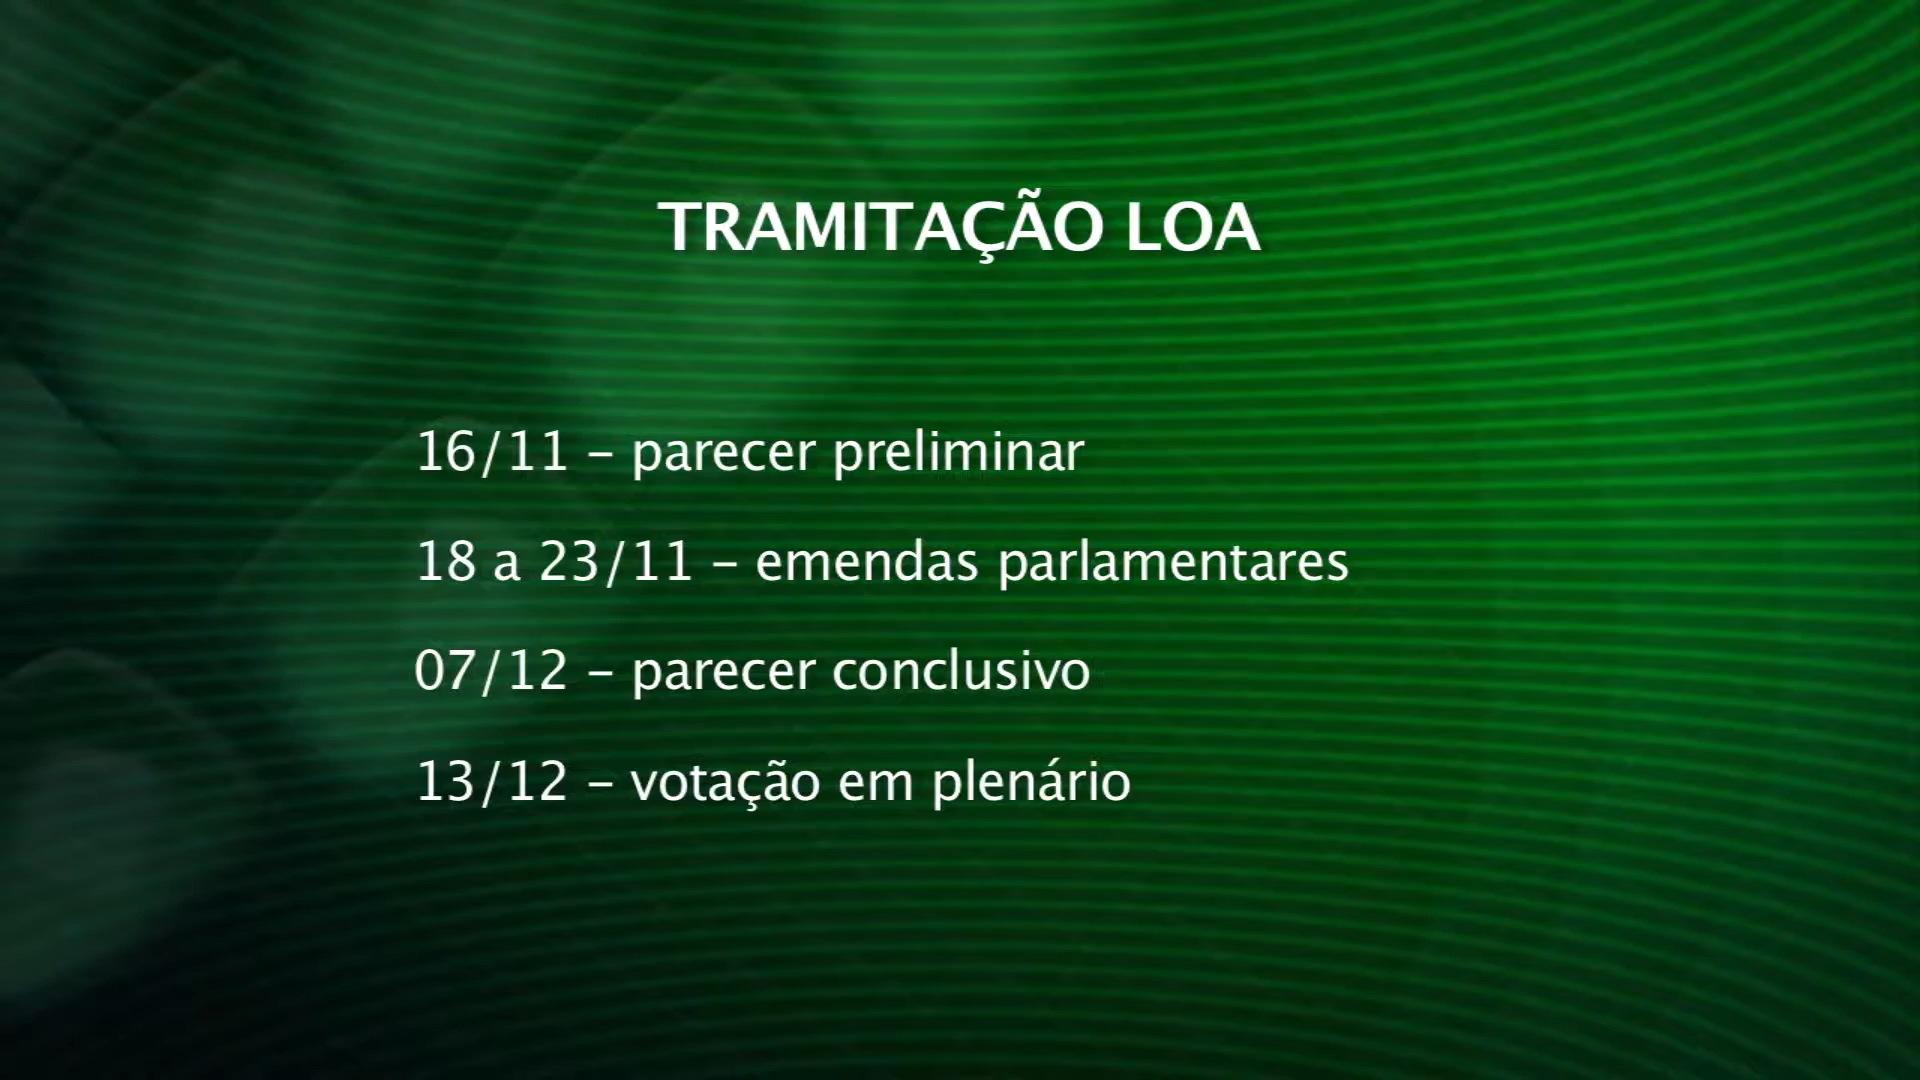 TRAMITAÇÃO LOA
16/11 – parecer preliminar
18 a 23/11 – emendas parlamentares
07/12 – parecer conclusivo
13/12 – votação em plenário